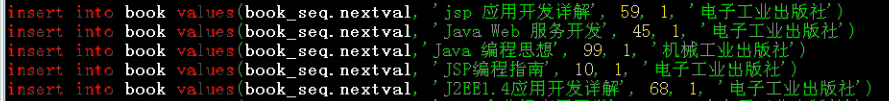 insert into book values(book_seq.nextval, 'jsp 应用开发详解', 59, 1, '电子工业出版社')
insert into book values(book_seq.nextval, 'Java Web 服务开发', 45, 1, '电子工业出版社')
insert into book values(book_seq.nextval,'Java 编程思想', 99, 1, '机械工业出版社')
insert into book values(book_seq.nextval, 'JSP编程指南', 10, 1, '电子工业出版社')
insert into book values(book_seq.nextval, 'J2EE1.4应用开发详解', 68, 1, '电子工业出版社')